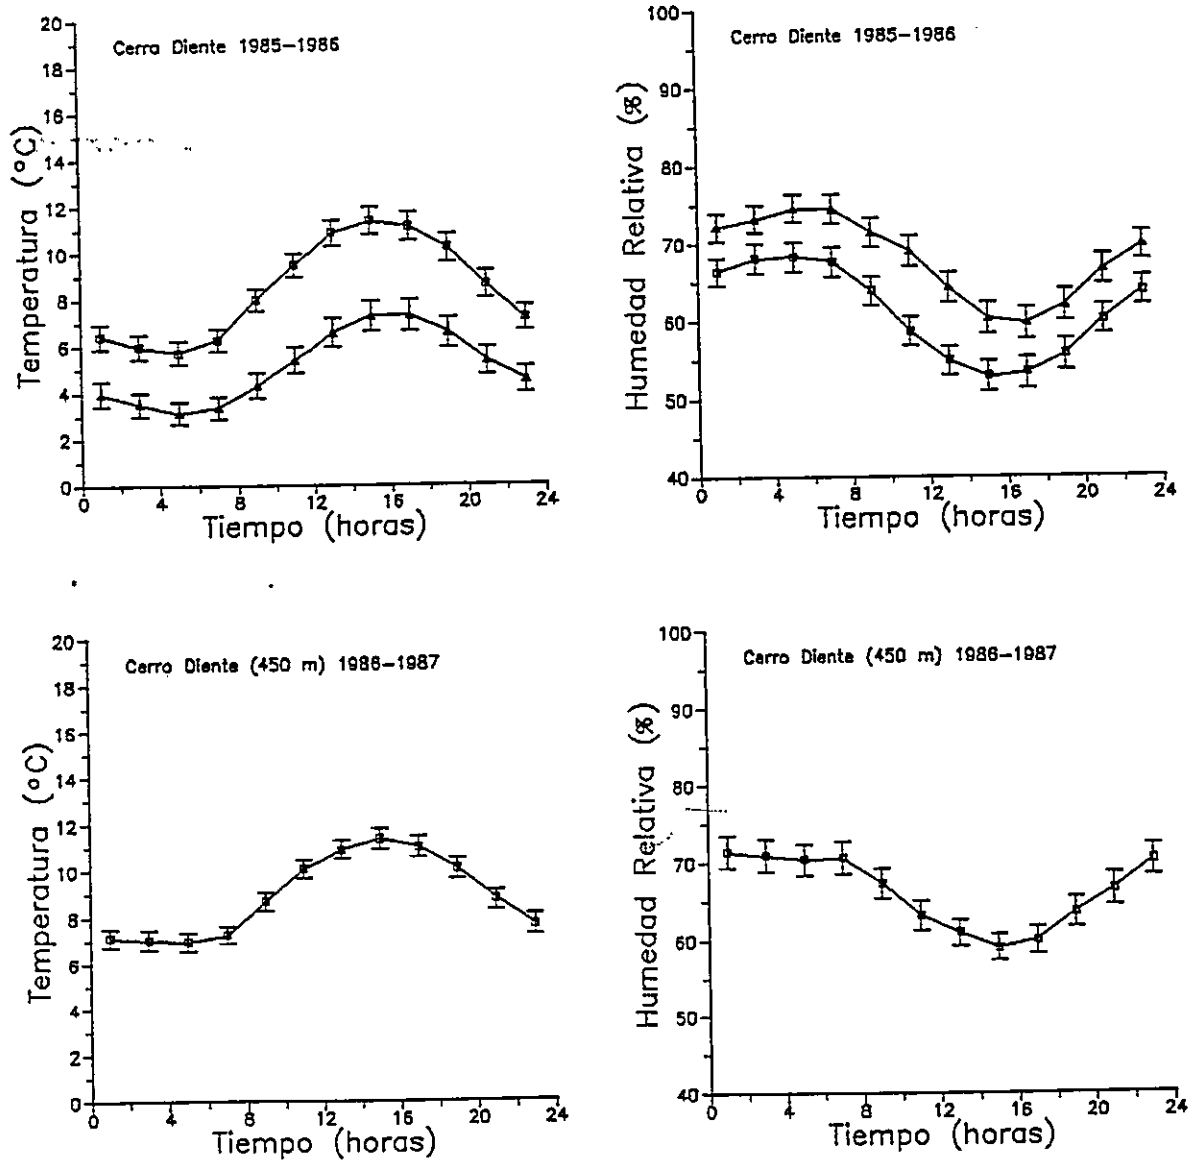 Cerro Diente 1985-1986
Temperatura (°C)
20
18
16
14
12
10
8
6
4
2
0
0 4 8 12 16 20 24
Tiempo (horas)
Cerro Diente 1985-1986
Humedad Relativa (%)
100
90
80
70
60
50
40
0 4 8 12 16 20 24
Tiempo (horas)
Cerro Diente (450 m) 1986-1987
Temperatura (°C)
20
18
16
14
12
10
8
6
4
2
0
0 4 8 12 16 20 24
Tiempo (horas)
Cerro Diente (450 m) 1986-1987
Humedad Relativa (%)
100
90
80
70
60
50
40
0 4 8 12 16 20 24
Tiempo (horas)